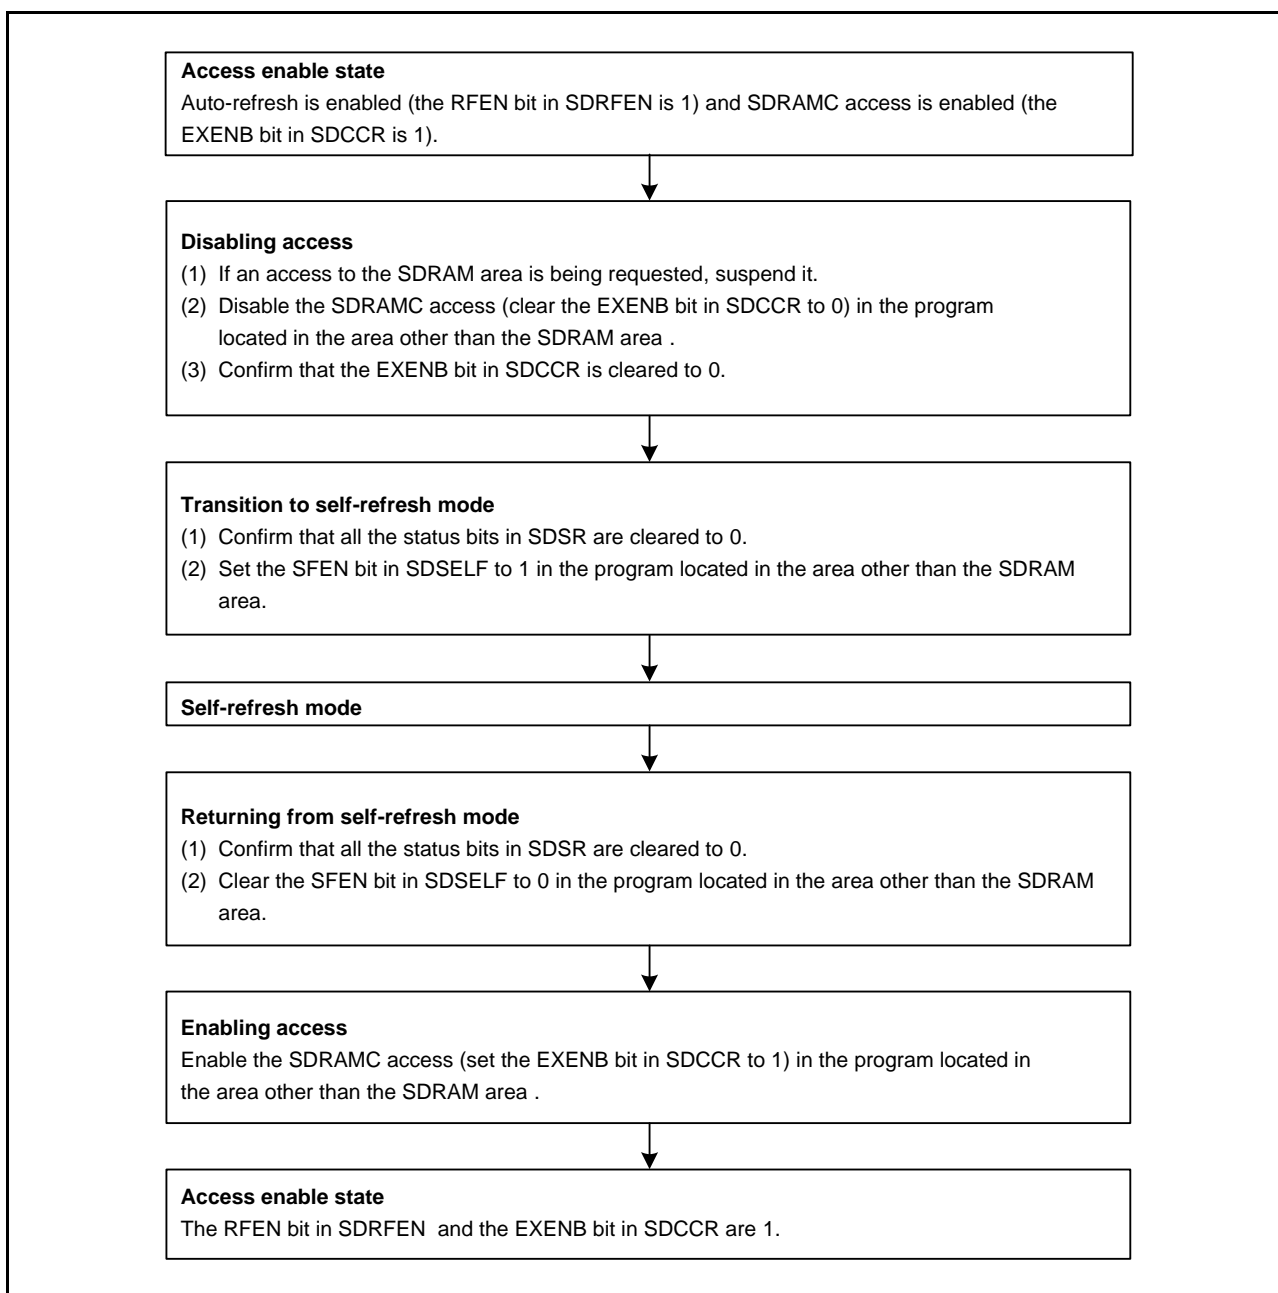 Access enable state
Auto-refresh is enabled (the RFEN bit in SDRFEN is 1) and SDRAMC access is enabled (the
EXENB bit in SDCCR is 1).
Disabling access
(1) If an access to the SDRAM area is being requested, suspend it.
(2) Disable the SDRAMC access (clear the EXENB bit in SDCCR to 0) in the program
located in the area other than the SDRAM area .
(3) Confirm that the EXENB bit in SDCCR is cleared to 0.
Transition to self-refresh mode
(1) Confirm that all the status bits in SDSR are cleared to 0.
(2) Set the SFEN bit in SDSELF to 1 in the program located in the area other than the SDRAM
area.
Self-refresh mode
Returning from self-refresh mode
(1) Confirm that all the status bits in SDSR are cleared to 0.
(2) Clear the SFEN bit in SDSELF to 0 in the program located in the area other than the SDRAM
area.
Enabling access
Enable the SDRAMC access (set the EXENB bit in SDCCR to 1) in the program located in
the area other than the SDRAM area .
Access enable state
The RFEN bit in SDRFEN  and the EXENB bit in SDCCR are 1.